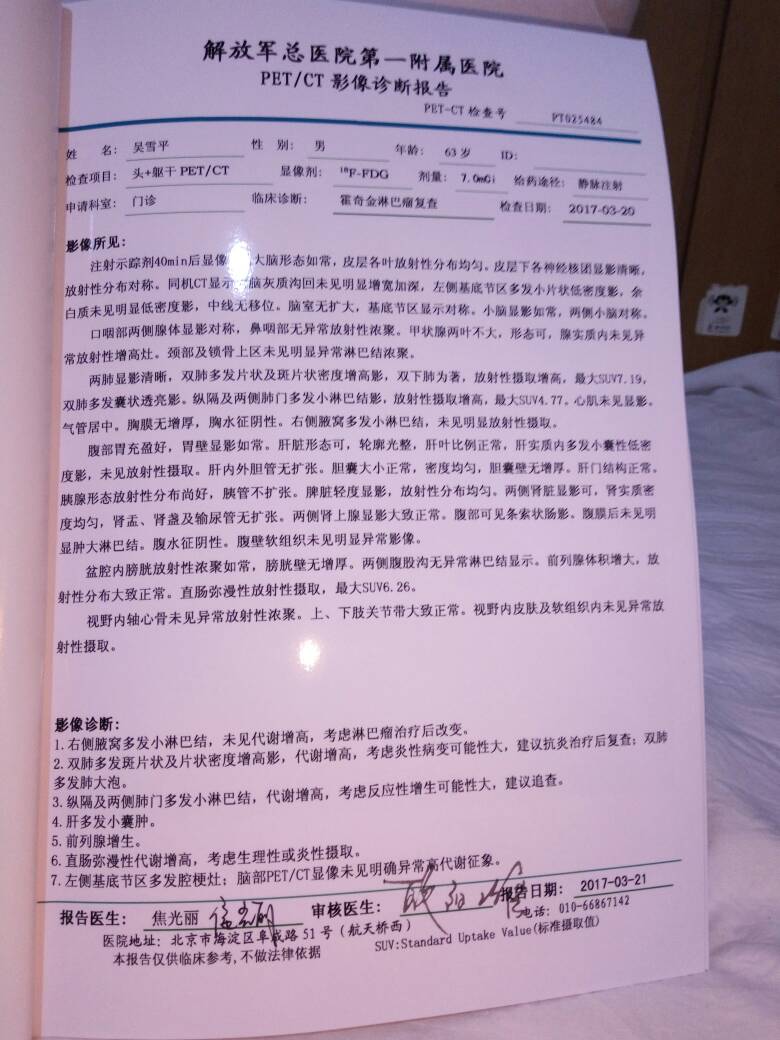 解放军总医院第一附属医院
PET/CT 影像诊断报告
PET-CT 检查号 PT025484
姓 名: 吴雪平 性 别: 男 年龄: 63 岁 ID:
检查项目: 头+躯干 PET/CT 显像剂: ¹⁸F-FDG 剂量: 7.0mCi 给药途径: 静脉注射
申请科室: 门诊 临床诊断: 霍奇金淋巴瘤复查 检查日期: 2017-03-20
影像所见:
注射示踪剂40min后显像 大脑形态如常，皮层各叶放射性分布均匀。皮层下各神经核团显影清晰，
放射性分布对称。同机CT显示 脑灰质沟回未见明显增宽加深，左侧基底节区多发小片状低密度影，余
白质未见明显低密度影，中线无移位。脑室无扩大，基底节区显示对称。小脑显影如常，两侧小脑对称。
口咽部两侧腺体显影对称，鼻咽部无异常放射性浓聚。甲状腺两叶不大，形态可，腺实质内未见异
常放射性增高灶。颈部及锁骨上区未见明显异常淋巴结浓聚。
两肺显影清晰，双肺多发片状及斑片状密度增高影，双下肺为著，放射性摄取增高，最大SUV7.19，
双肺多发囊状透亮影。纵隔及两侧肺门多发小淋巴结影，放射性摄取增高，最大SUV4.77。心肌未见显影。
气管居中。胸膜无增厚，胸水征阴性。右侧腋窝多发小淋巴结，未见明显放射性摄取。
腹部胃充盈好，胃壁显影如常。肝脏形态可，轮廓光整，肝叶比例正常，肝实质内多发小囊性低密
度影，未见放射性摄取。肝内外胆管无扩张。胆囊大小正常，密度均匀，胆囊壁无增厚。肝门结构正常。
胰腺形态放射性分布尚好，胰管不扩张。脾脏轻度显影，放射性分布均匀。两侧肾脏显影可，肾实质密
度均匀，肾盂、肾盏及输尿管无扩张。两侧肾上腺显影大致正常。腹部可见条索状肠影。腹膜后未见明
显肿大淋巴结。腹水征阴性。腹壁软组织未见明显异常影像。
盆腔内膀胱放射性浓聚如常，膀胱壁无增厚。两侧腹股沟无异常淋巴结显示。前列腺体积增大，放
射性分布大致正常。直肠弥漫性放射性摄取，最大SUV6.26。
视野内轴心骨未见异常放射性浓聚。上、下肢关节带大致正常。视野内皮肤及软组织内未见异常放
射性摄取。
影像诊断:
1.右侧腋窝多发小淋巴结，未见代谢增高，考虑淋巴瘤治疗后改变。
2.双肺多发斑片状及片状密度增高影，代谢增高，考虑炎性病变可能性大，建议抗炎治疗后复查；双肺
多发肺大泡。
3.纵隔及两侧肺门多发小淋巴结，代谢增高，考虑反应性增生可能性大，建议追查。
4.肝多发小囊肿。
5.前列腺增生。
6.直肠弥漫性代谢增高，考虑生理性或炎性摄取。
7.左侧基底节区多发腔梗灶；脑部PET/CT显像未见明确异常高代谢征象。
报告医生: 焦光丽 审核医生: 报告日期: 2017-03-21
医院地址: 北京市海淀区阜成路 51 号 (航天桥西) 电话: 010-66867142
本报告仅供临床参考,不做法律依据 SUV:Standard Uptake Value(标准摄取值)